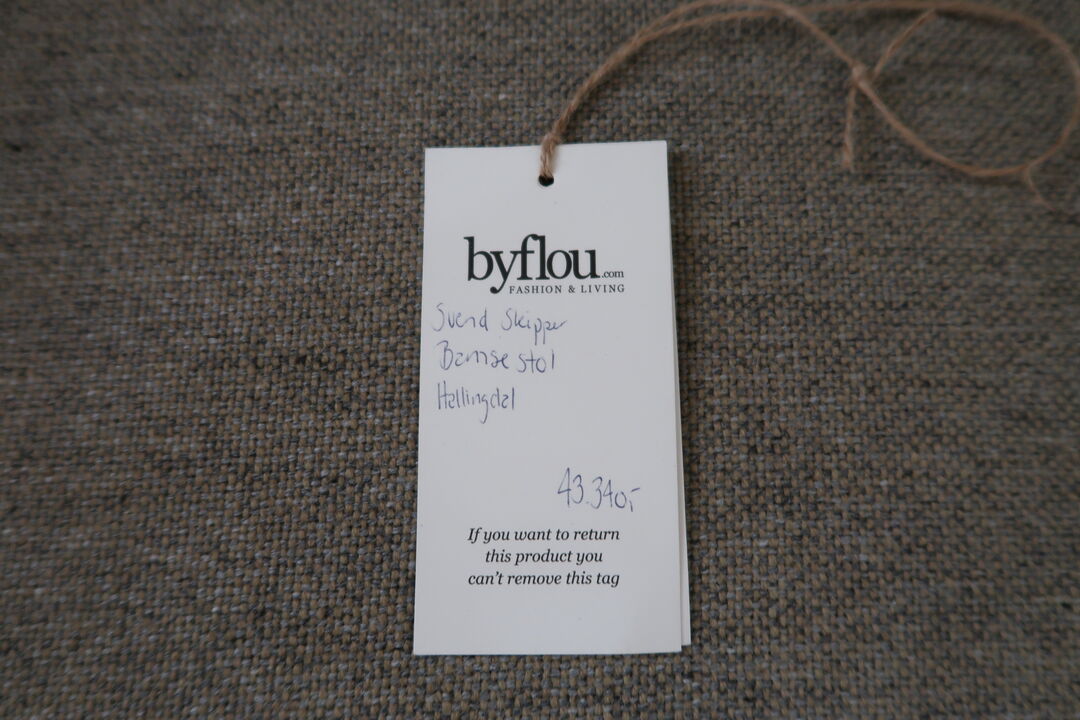 byflou.com
FASHION & LIVING
Svend Skipper
Bamse stol
Hallingdal
43.340,-
If you want to return
this product you
can't remove this tag